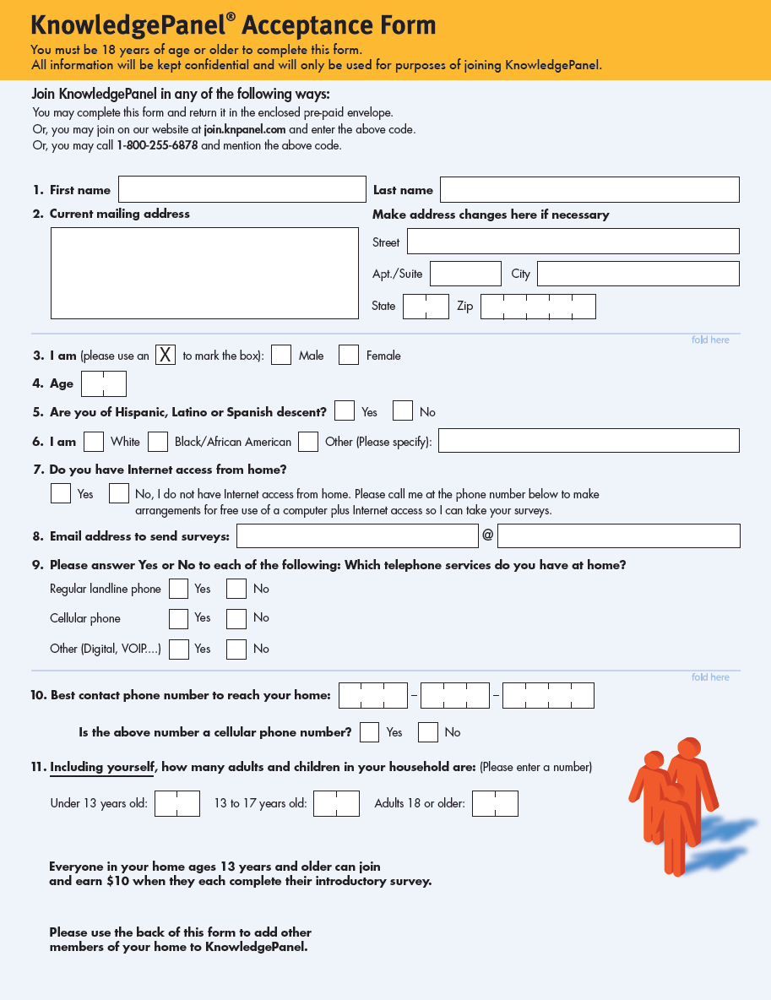 KnowledgePanel® Acceptance Form
You must be 18 years of age or older to complete this form.
All information will be kept confidential and will only be used for purposes of joining KnowledgePanel.
Join KnowledgePanel in any of the following ways:
You may complete this form and return it in the enclosed pre-paid envelope.
Or, you may join on our website at join.knpanel.com and enter the above code.
Or, you may call 1-800-255-6878 and mention the above code.
1. First name Last name
2. Current mailing address Make address changes here if necessary
Street
Apt./Suite City
State Zip
fold here
3. I am (please use an X to mark the box): Male Female
4. Age
5. Are you of Hispanic, Latino or Spanish descent? Yes No
6. I am White Black/African American Other (Please specify):
7. Do you have Internet access from home?
Yes No, I do not have Internet access from home. Please call me at the phone number below to make
arrangements for free use of a computer plus Internet access so I can take your surveys.
8. Email address to send surveys: @
9. Please answer Yes or No to each of the following: Which telephone services do you have at home?
Regular landline phone Yes No
Cellular phone Yes No
Other (Digital, VOIP....) Yes No
fold here
10. Best contact phone number to reach your home: – –
Is the above number a cellular phone number? Yes No
11. Including yourself, how many adults and children in your household are: (Please enter a number)
Under 13 years old: 13 to 17 years old: Adults 18 or older:
Everyone in your home ages 13 years and older can join
and earn $10 when they each complete their introductory survey.
Please use the back of this form to add other
members of your home to KnowledgePanel.